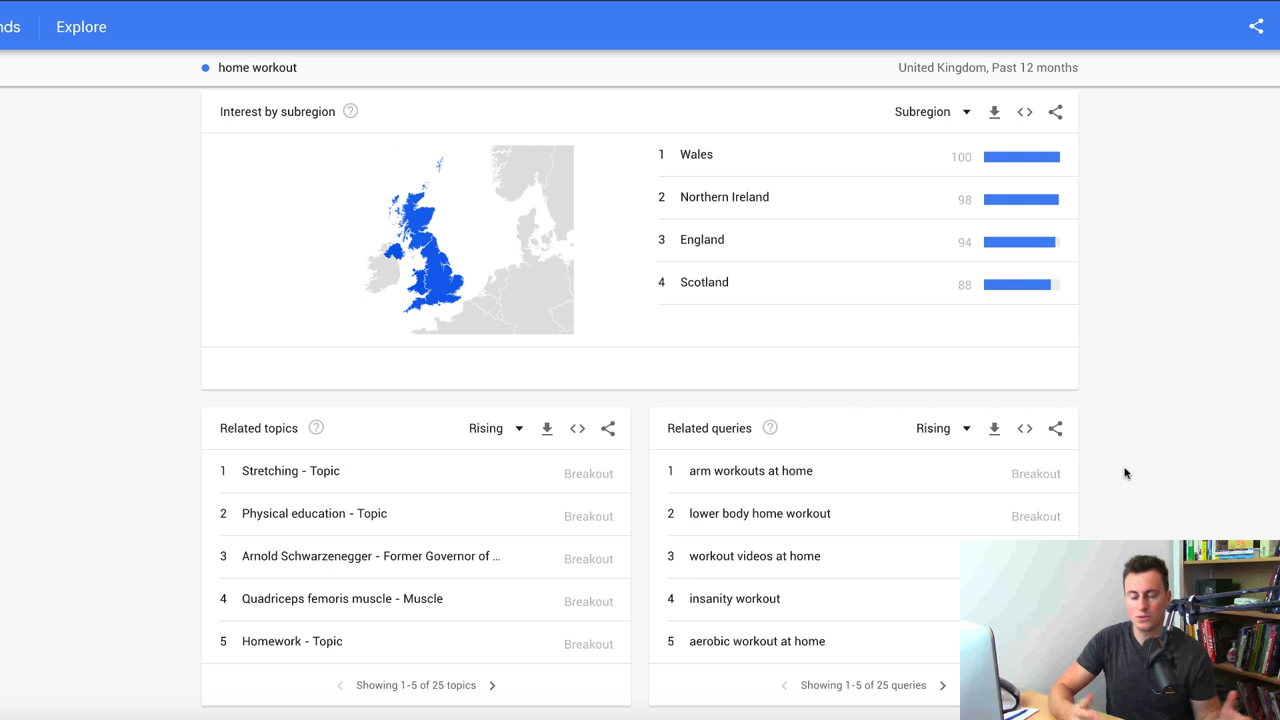 nds Explore
home workout United Kingdom, Past 12 months
Interest by subregion Subregion
1 Wales 100
2 Northern Ireland 98
3 England 94
4 Scotland 88
Related topics Rising
1 Stretching - Topic Breakout
2 Physical education - Topic Breakout
3 Arnold Schwarzenegger - Former Governor of ... Breakout
4 Quadriceps femoris muscle - Muscle Breakout
5 Homework - Topic Breakout
Showing 1-5 of 25 topics
Related queries Rising
1 arm workouts at home Breakout
2 lower body home workout Breakout
3 workout videos at home
4 insanity workout
5 aerobic workout at home
Showing 1-5 of 25 queries